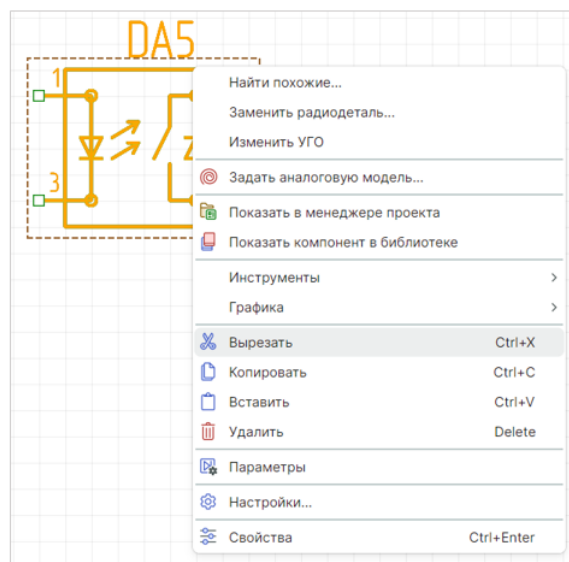 DA5
1
Найти похожие...
Заменить радиодеталь...
Изменить УГО
Задать аналоговую модель...
3
Показать в менеджере проекта
Показать компонент в библиотеке
Инструменты
Графика
Вырезать Ctrl+X
Копировать Ctrl+C
Вставить Ctrl+V
Удалить Delete
Параметры
Настройки...
Свойства Ctrl+Enter